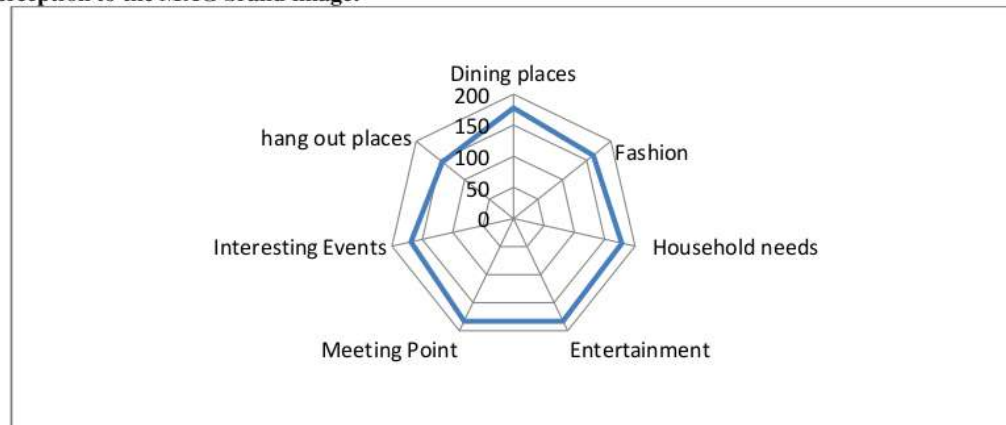 Dining places
200
150
100
50
0
Fashion
Household needs
Entertainment
Meeting Point
Interesting Events
hang out places